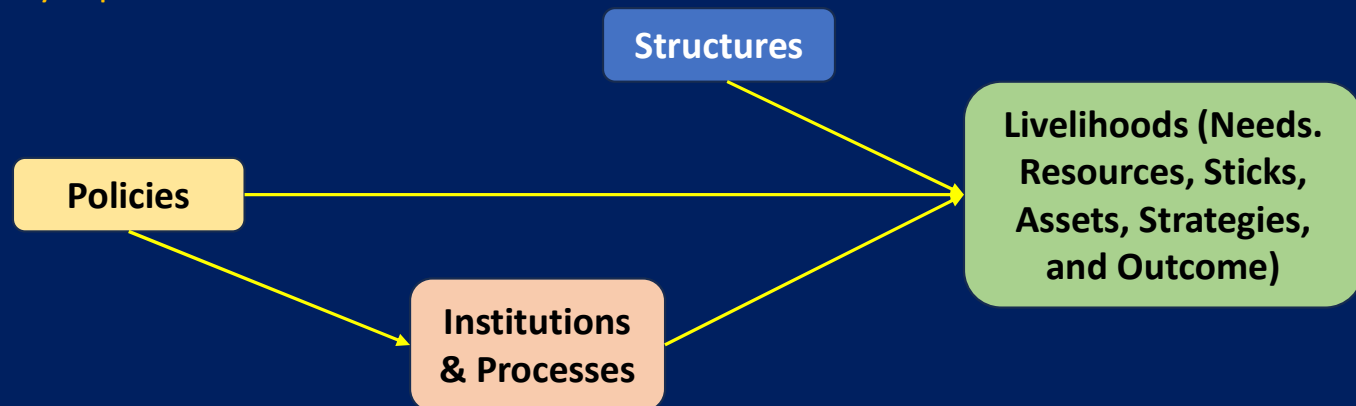 Structures
Livelihoods (Needs.
Resources, Sticks,
Assets, Strategies,
and Outcome)
Policies
Institutions
& Processes